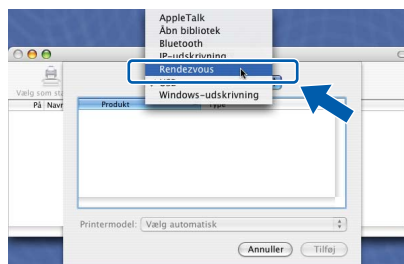 AppleTalk
Åbn bibliotek
Bluetooth
IP-udskrivning
Rendezvous
USB
Windows-udskrivning
Vælg som
På Navn
Produkt
Type
Printermodel: Vælg automatisk
Annuller Tilføj